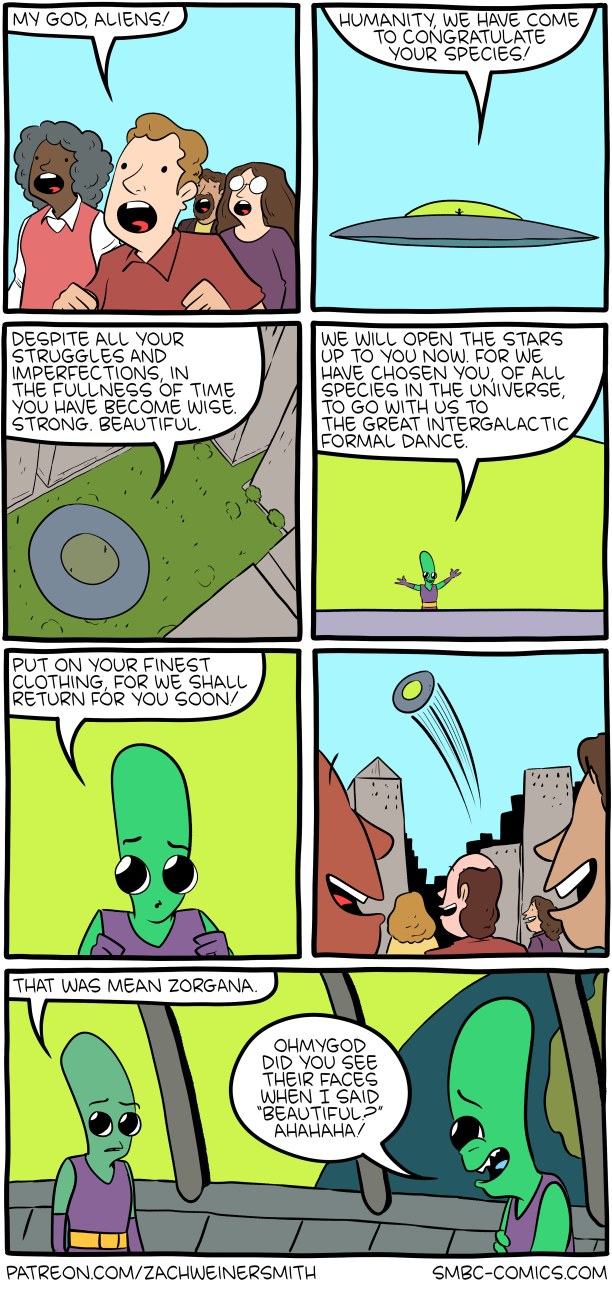 MY GOD, ALIENS!
HUMANITY, WE HAVE COME
TO CONGRATULATE
YOUR SPECIES!
DESPITE ALL YOUR
STRUGGLES AND
IMPERFECTIONS, IN
THE FULLNESS OF TIME
YOU HAVE BECOME WISE.
STRONG. BEAUTIFUL.
WE WILL OPEN THE STARS
UP TO YOU NOW. FOR WE
HAVE CHOSEN YOU, OF ALL
SPECIES IN THE UNIVERSE,
TO GO WITH US TO
THE GREAT INTERGALACTIC
FORMAL DANCE.
PUT ON YOUR FINEST
CLOTHING, FOR WE SHALL
RETURN FOR YOU SOON!
THAT WAS MEAN ZORGANA.
OHMYGOD
DID YOU SEE
THEIR FACES
WHEN I SAID
"BEAUTIFUL?"
AHAHAHA!
PATREON.COM/ZACHWEINERSMITH
SMBC-COMICS.COM